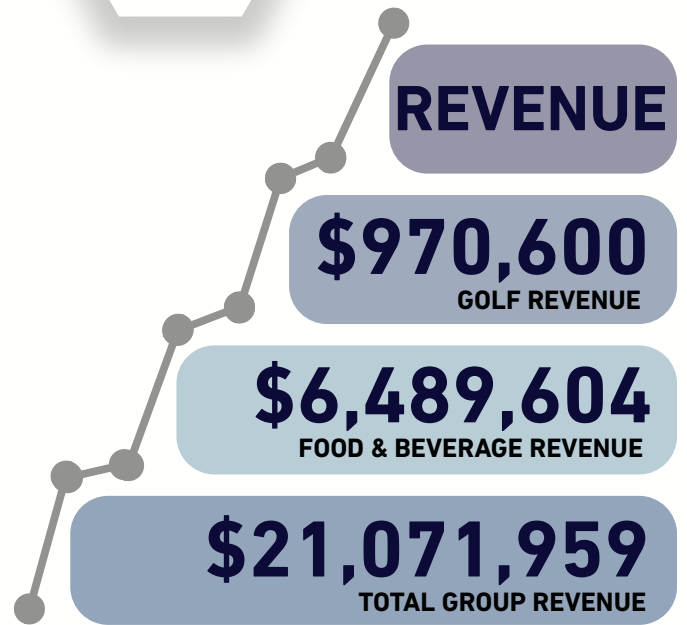 REVENUE
$970,600
GOLF REVENUE
$6,489,604
FOOD & BEVERAGE REVENUE
$21,071,959
TOTAL GROUP REVENUE